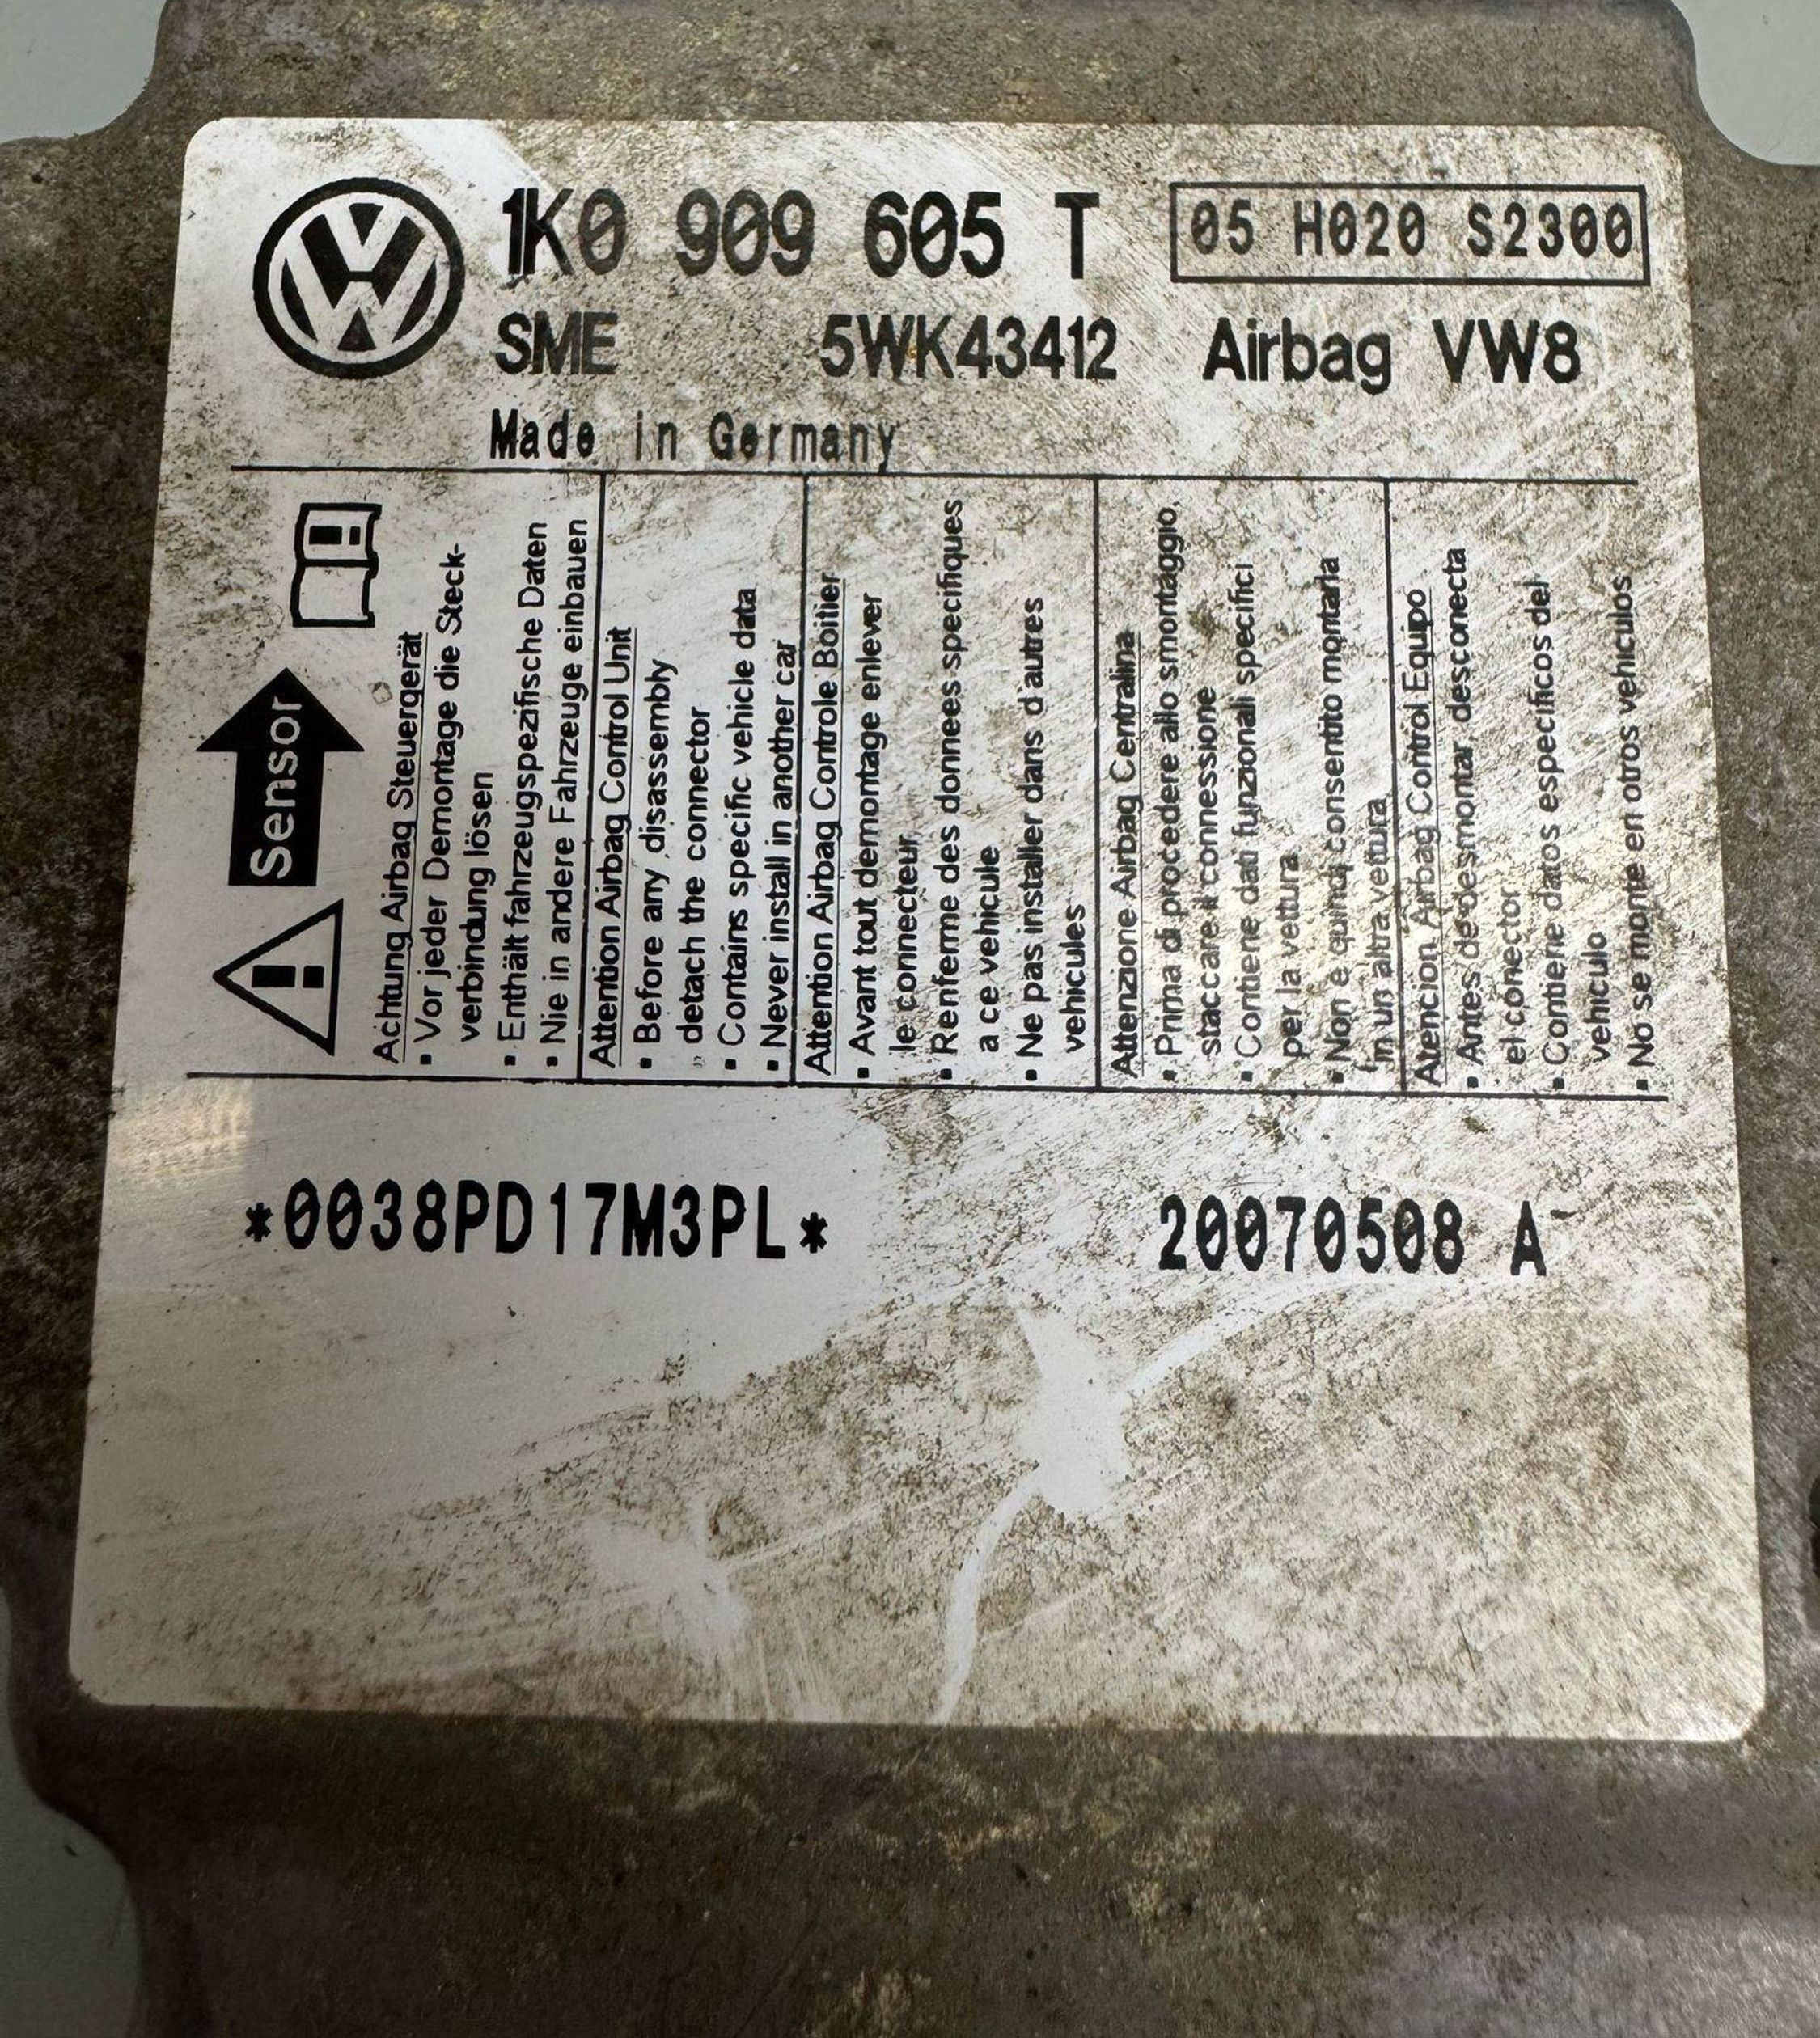 1K0 909 605 T
05 H020 S2300
SME 5WK43412 Airbag VW8
Made in Germany
Sensor
Achtung Airbag Steuergerät
• Vor jeder Demontage die Steck-
verbindung lösen
• Enthält fahrzeugspezifische Daten
• Nie in andere Fahrzeuge einbauen
Attention Airbag Control Unit
• Before any disassembly
detach the connector
• Contains specific vehicle data
• Never install in another car
Attention Airbag Controle Boitier
• Avant tout demontage enlever
le connecteur
• Renferme des donnees specifiques
a ce vehicule
• Ne pas installer dans d'autres
vehicules
Attenzione Airbag Centralina
• Prima di procedere allo smontaggio,
staccare il connessione
• Contiene dati funzionali specifici
per la vettura
• Non è quindi consentito montarla
in un altra vettura
Atencion Airbag Control Equipo
• Antes de desmontar desconecta
el conector
• Contiene datos especificos del
vehiculo
• No se monte en otros vehiculos
*0038PD17M3PL*
20070508 A